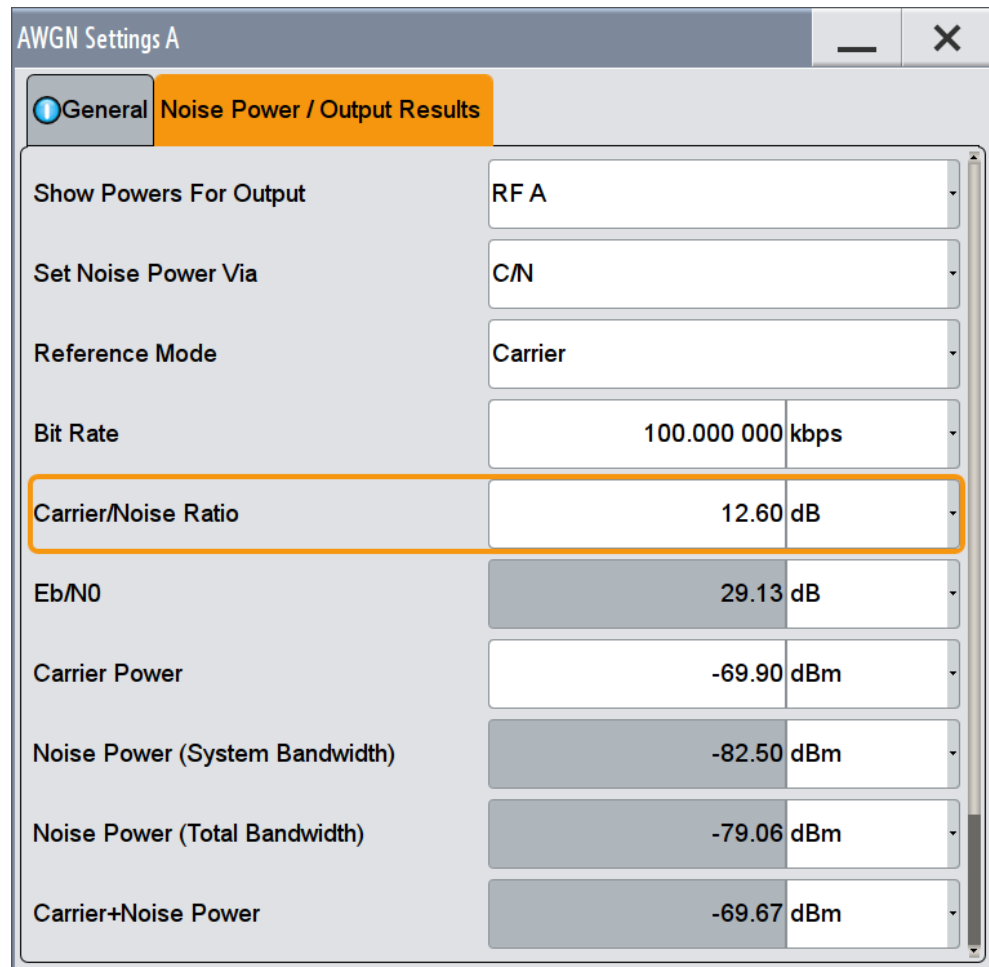 AWGN Settings A
General Noise Power / Output Results
Show Powers For Output RF A
Set Noise Power Via C/N
Reference Mode Carrier
Bit Rate 100.000 000 kbps
Carrier/Noise Ratio 12.60 dB
Eb/N0 29.13 dB
Carrier Power -69.90 dBm
Noise Power (System Bandwidth) -82.50 dBm
Noise Power (Total Bandwidth) -79.06 dBm
Carrier+Noise Power -69.67 dBm